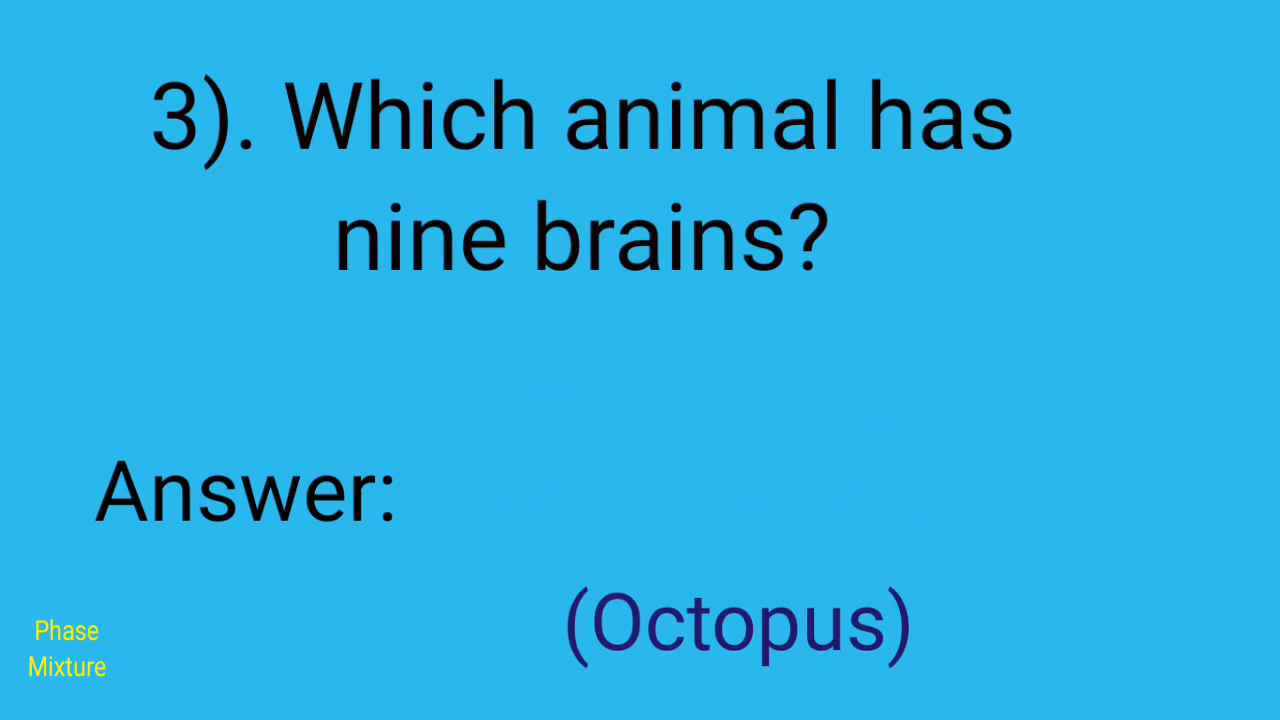 3). Which animal has
nine brains?
Answer:
(Octopus)
Phase
Mixture